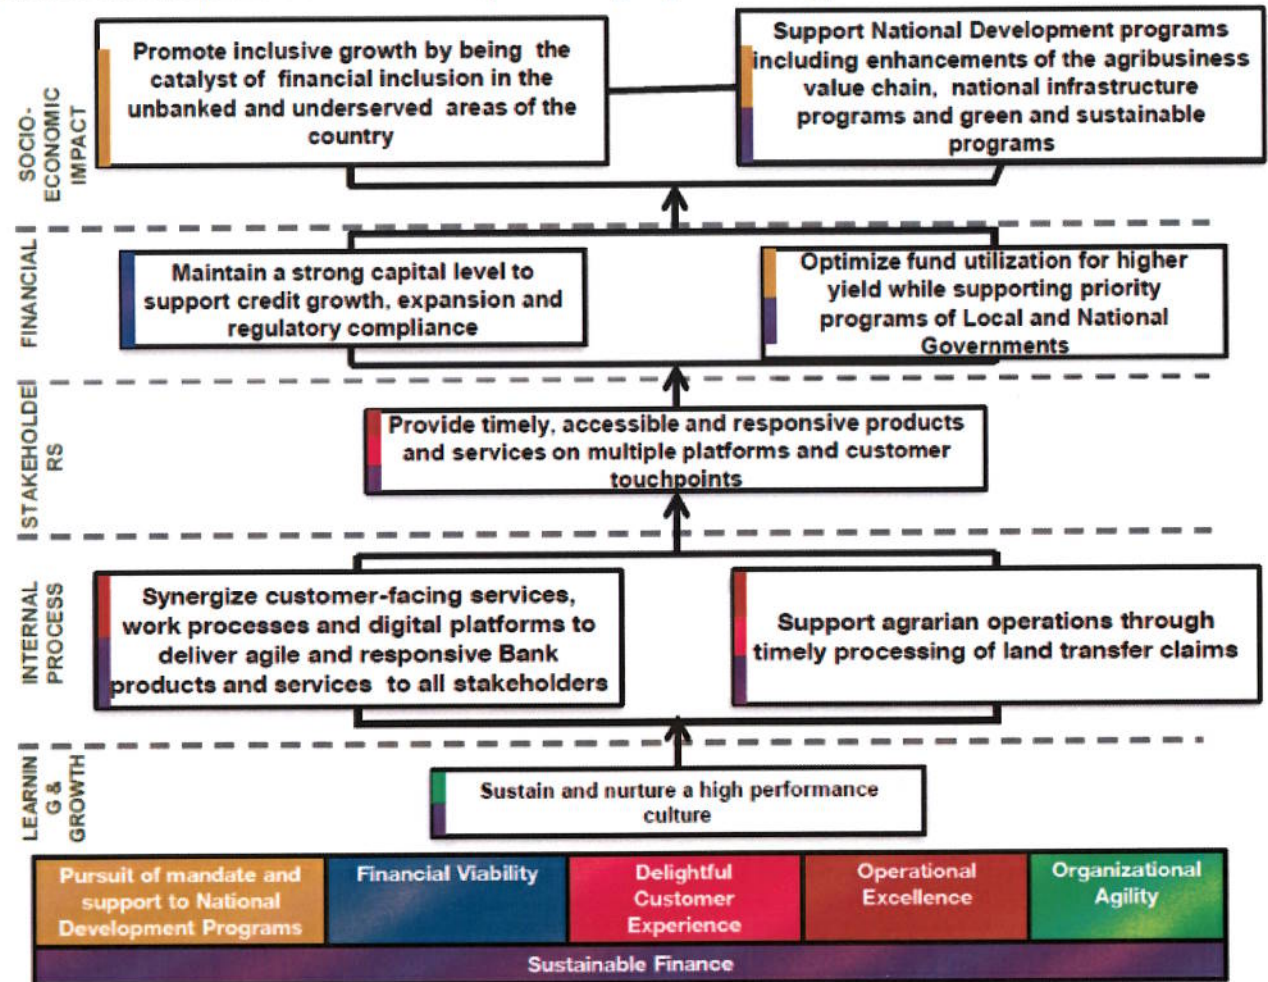 SOCIO-
ECONOMIC
IMPACT
Promote inclusive growth by being the
catalyst of financial inclusion in the
unbanked and underserved areas of the
country
Support National Development programs
including enhancements of the agribusiness
value chain, national infrastructure
programs and green and sustainable
programs
FINANCIAL
Maintain a strong capital level to
support credit growth, expansion and
regulatory compliance
Optimize fund utilization for higher
yield while supporting priority
programs of Local and National
Governments
STAKEHOLDE
RS
Provide timely, accessible and responsive products
and services on multiple platforms and customer
touchpoints
INTERNAL
PROCESS
Synergize customer-facing services,
work processes and digital platforms to
deliver agile and responsive Bank
products and services to all stakeholders
Support agrarian operations through
timely processing of land transfer claims
LEARNIN
G &
GROWTH
Sustain and nurture a high performance
culture
Pursuit of mandate and
support to National
Development Programs
Financial Viability
Delightful
Customer
Experience
Operational
Excellence
Organizational
Agility
Sustainable Finance